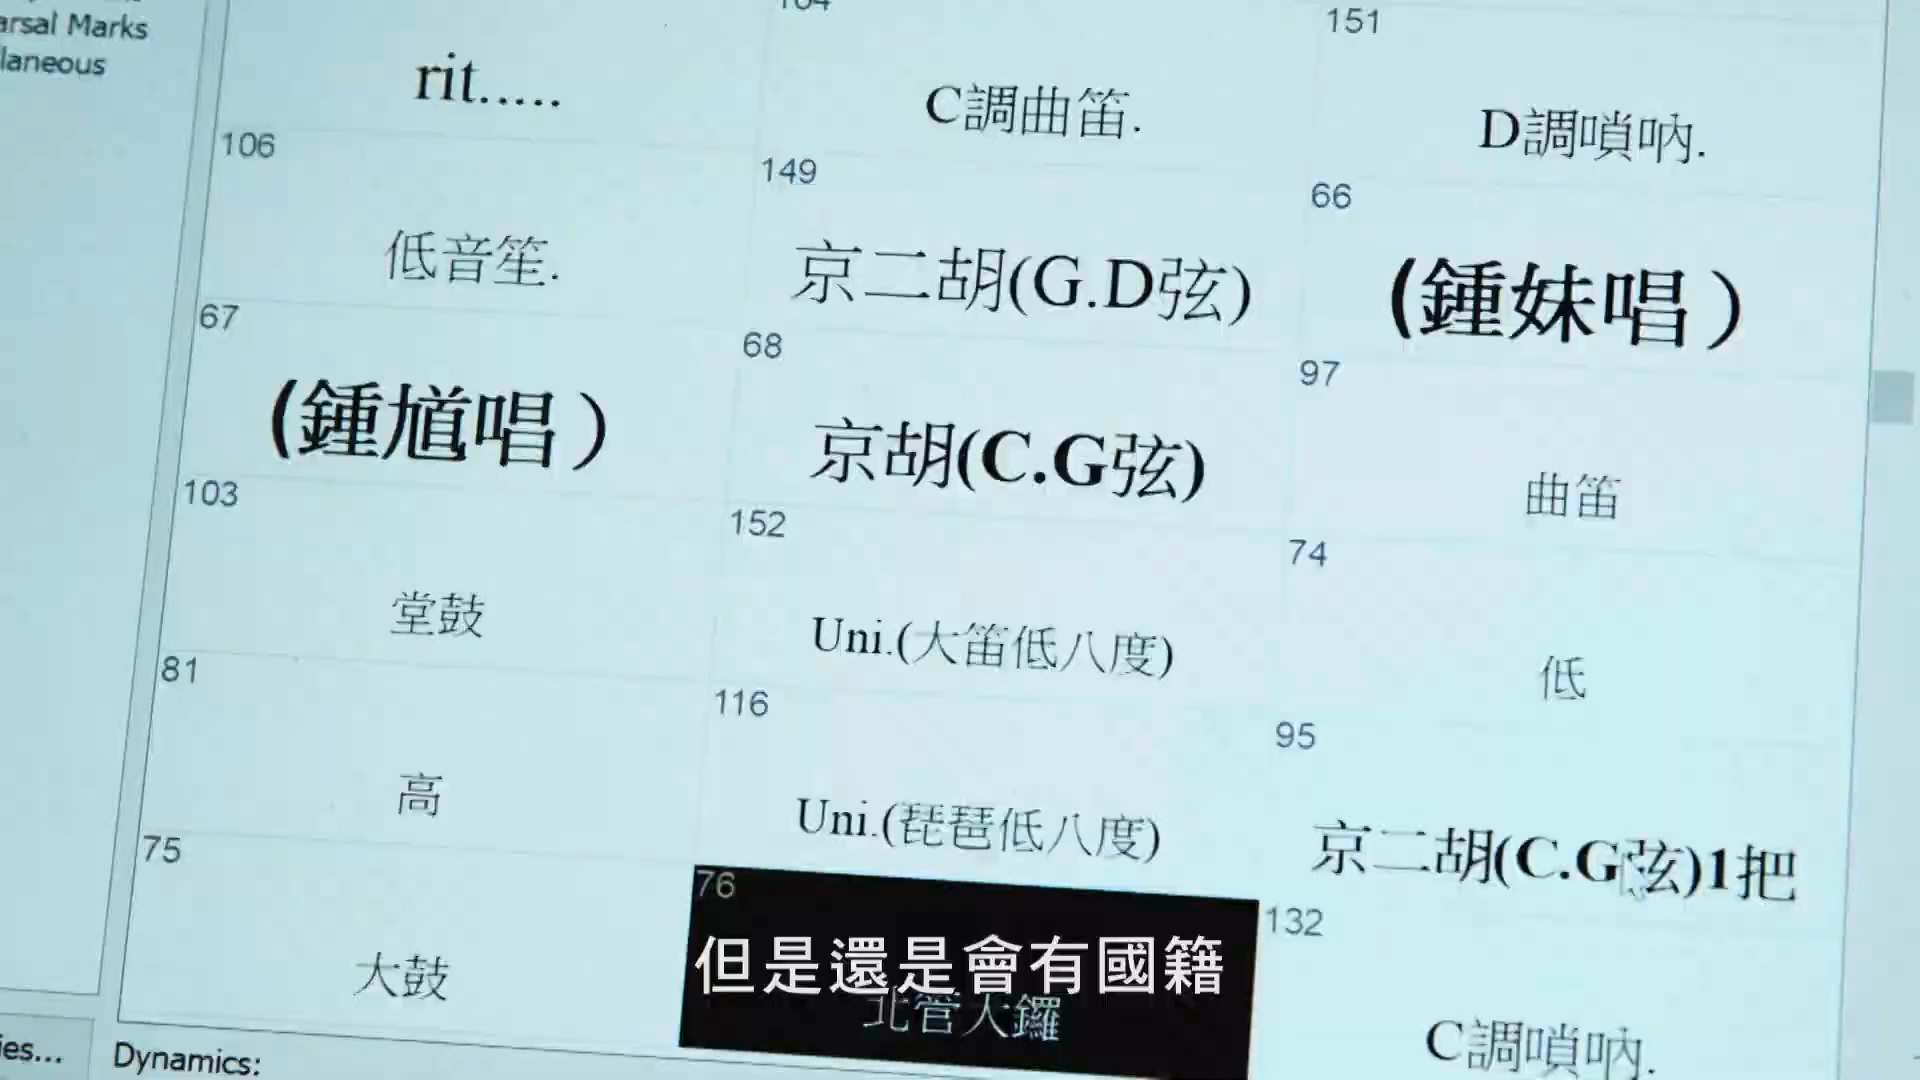 arsal Marks
laneous
rit.....
151
C調曲笛.
D調嗩吶.
106
149
66
低音笙.
京二胡(G.D弦)
(鍾妹唱)
67
68
97
(鍾馗唱)
京胡(C.G弦)
曲笛
103
152
74
堂鼓
Uni.(大笛低八度)
低
81
116
95
高
Uni.(琵琶低八度)
京二胡(C.G弦)1把
75
76
132
大鼓
但是還是會有國籍
北管大鑼
C調嗩吶.
ies...
Dynamics: